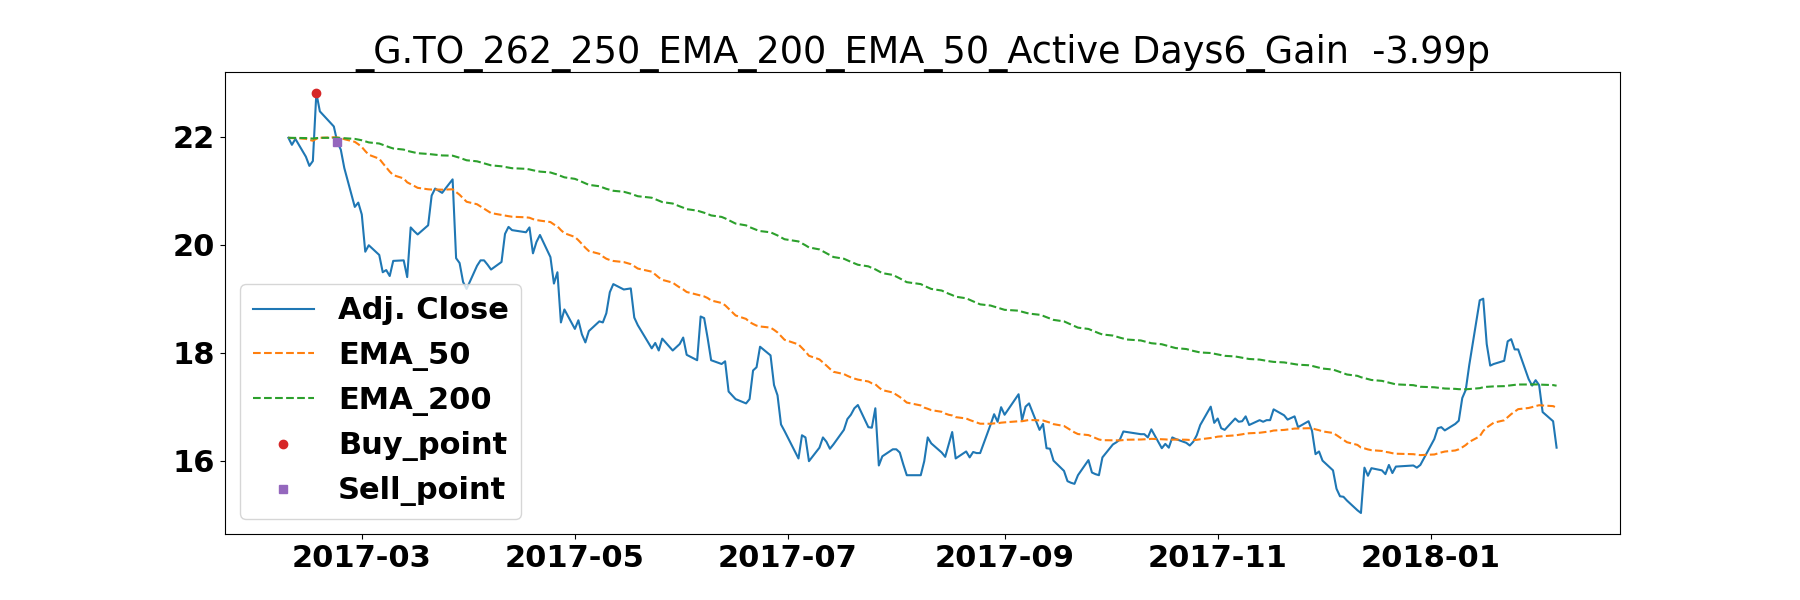 _G.TO_262_250_EMA_200_EMA_50_Active Days6_Gain  -3.99p
22
20
18
16
Adj. Close
EMA_50
EMA_200
Buy_point
Sell_point
2017-03 2017-05 2017-07 2017-09 2017-11 2018-01